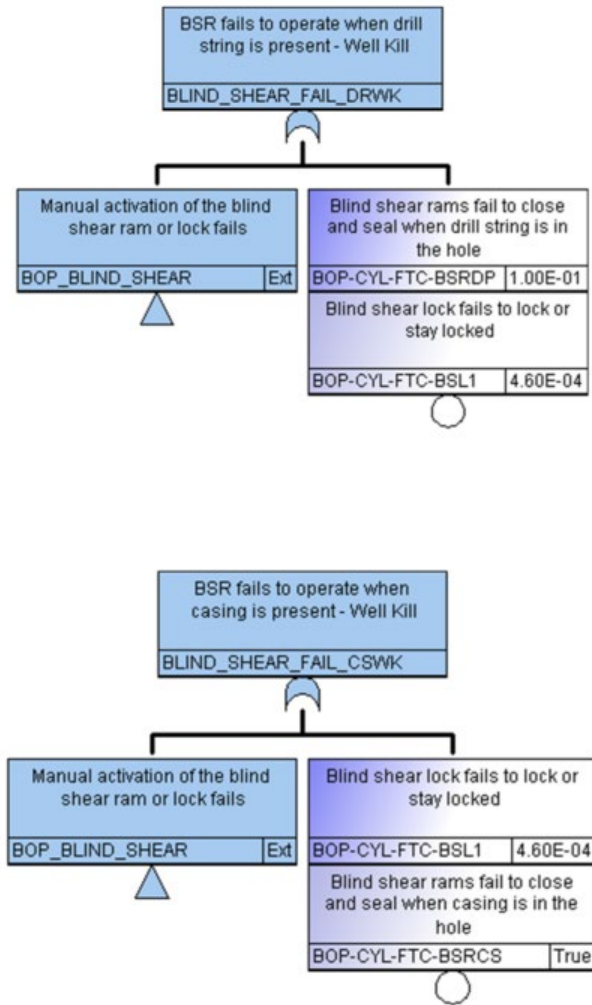 BSR fails to operate when drill
string is present - Well Kill
BLIND_SHEAR_FAIL_DRWK
Manual activation of the blind
shear ram or lock fails
BOP_BLIND_SHEAR Ext
Blind shear rams fail to close
and seal when drill string is in
the hole
BOP-CYL-FTC-BSRDP 1.00E-01
Blind shear lock fails to lock or
stay locked
BOP-CYL-FTC-BSL1 4.60E-04
BSR fails to operate when
casing is present - Well Kill
BLIND_SHEAR_FAIL_CSWK
Manual activation of the blind
shear ram or lock fails
BOP_BLIND_SHEAR Ext
Blind shear lock fails to lock or
stay locked
BOP-CYL-FTC-BSL1 4.60E-04
Blind shear rams fail to close
and seal when casing is in the
hole
BOP-CYL-FTC-BSRCS True